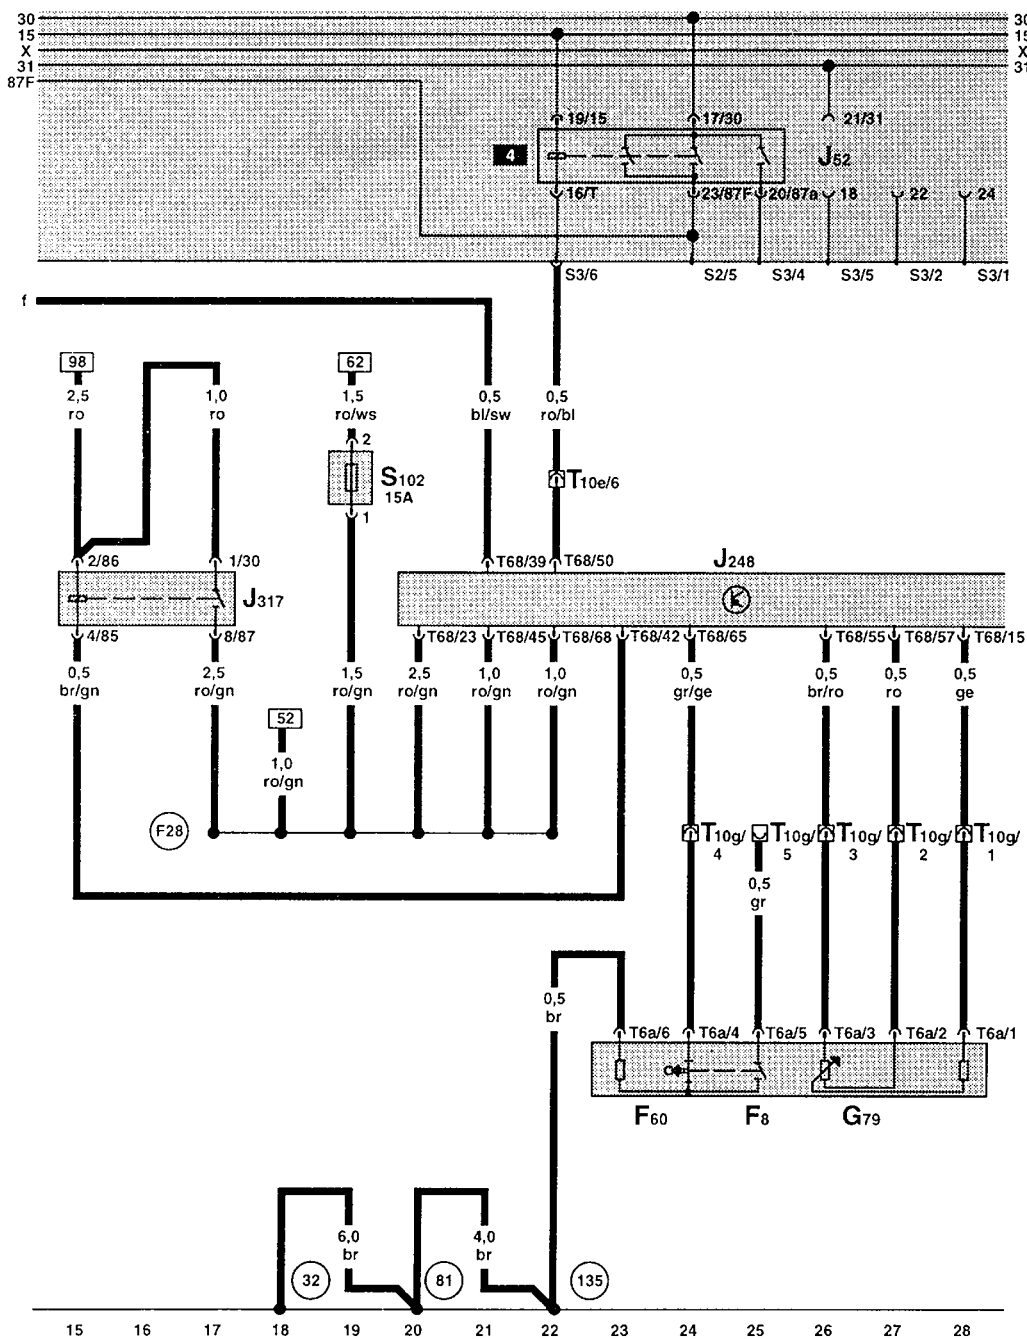 30 30
15 15
X X
31 31
87F
19/15 17/30 21/31
4 J52
16/T 23/87F 20/87a 18 22 24
S3/6 S2/5 S3/4 S3/5 S3/2 S3/1
f
98 62
2,5 1,0 1,5 0,5 0,5
ro ro ro/ws bl/sw ro/bl
2
S102 T10e/6
15A
1
2/86 1/30 T68/39 T68/50 J248
J317
4/85 8/87 T68/23 T68/45 T68/68 T68/42 T68/65 T68/55 T68/57 T68/15
0,5 2,5 1,5 2,5 1,0 1,0 0,5 0,5 0,5 0,5
br/gn ro/gn ro/gn ro/gn ro/gn ro/gn gr/ge br/ro ro ge
52
1,0
ro/gn
F28 T10g/ T10g/ T10g/ T10g/ T10g/
4 5 3 2 1
0,5
gr
0,5
br
T6a/6 T6a/4 T6a/5 T6a/3 T6a/2 T6a/1
F60 F8 G79
6,0 4,0
br br
32 81 135
15 16 17 18 19 20 21 22 23 24 25 26 27 28